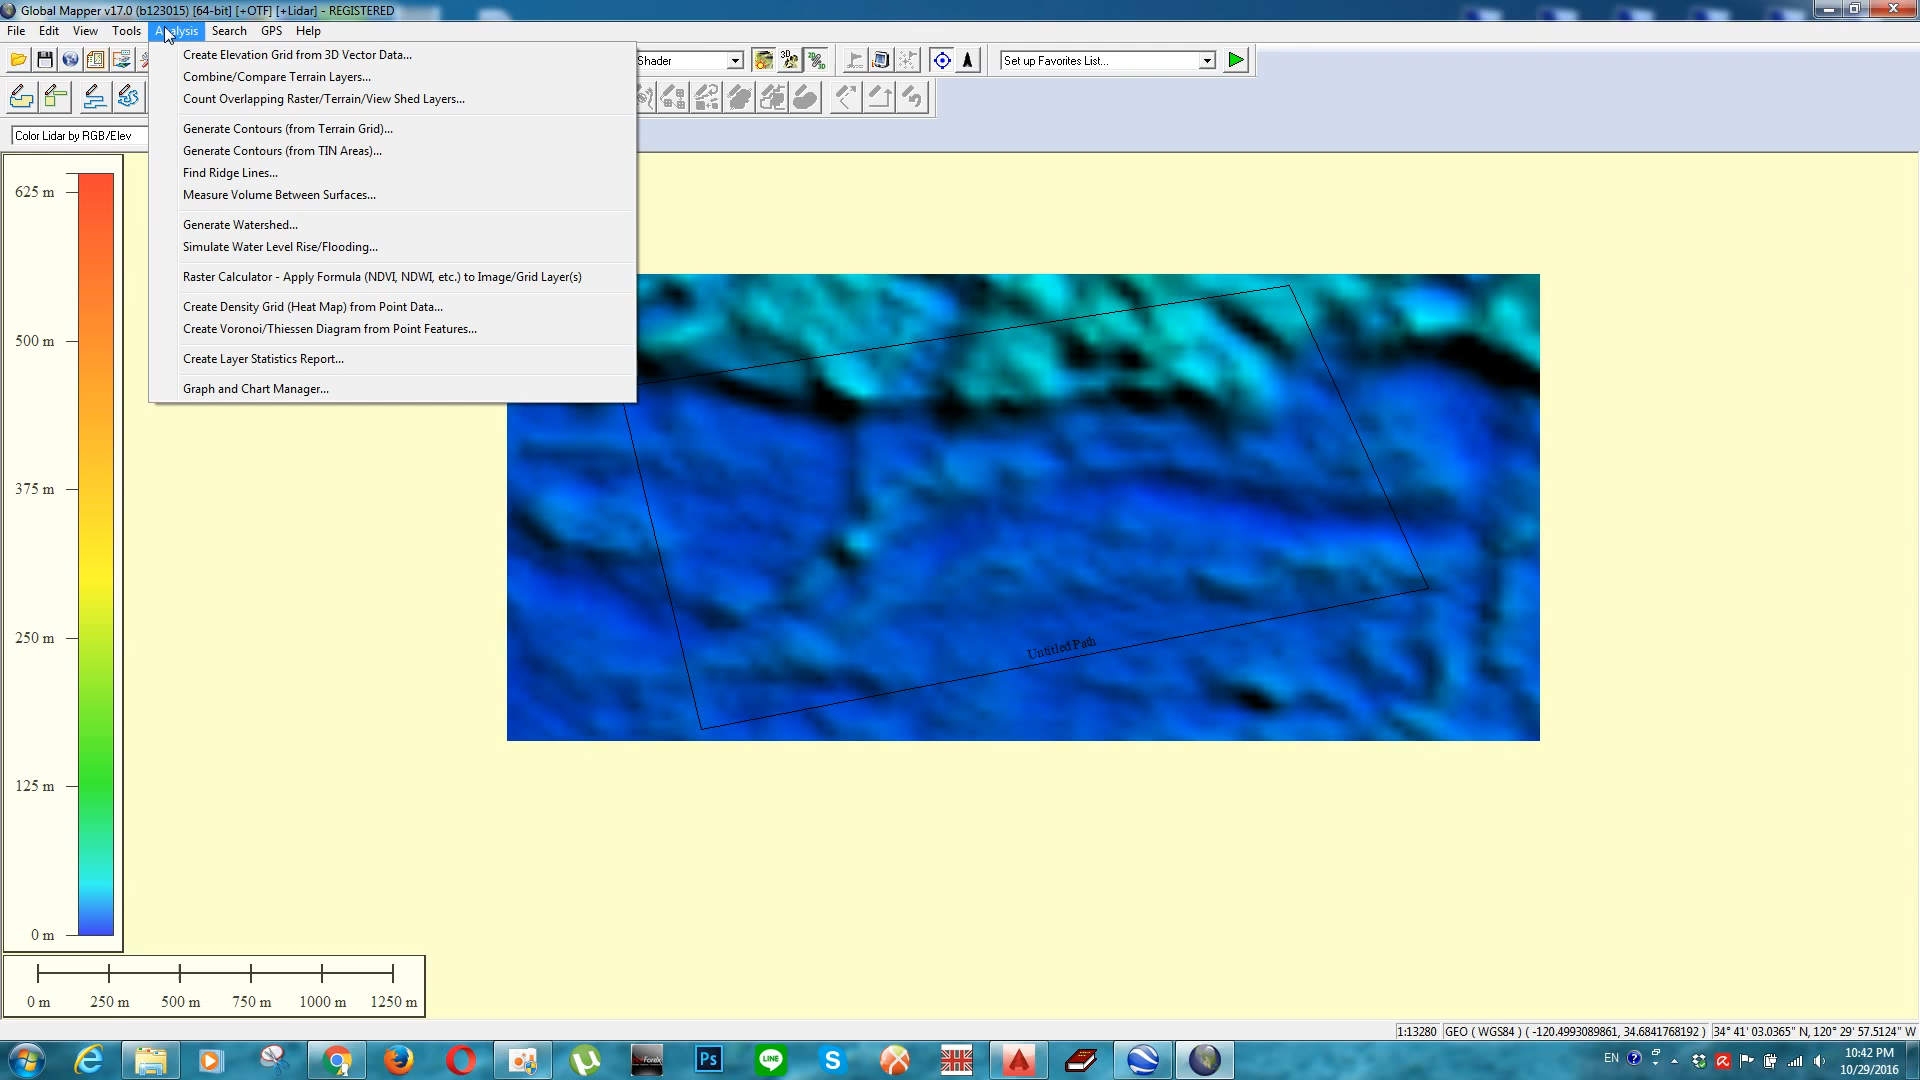 Global Mapper v17.0 (b123015) [64-bit] [+OTF] [+Lidar] - REGISTERED
File Edit View Tools Analysis Search GPS Help
Shader
Set up Favorites List...
Color Lidar by RGB/Elev
Create Elevation Grid from 3D Vector Data...
Combine/Compare Terrain Layers...
Count Overlapping Raster/Terrain/View Shed Layers...
Generate Contours (from Terrain Grid)...
Generate Contours (from TIN Areas)...
Find Ridge Lines...
Measure Volume Between Surfaces...
Generate Watershed...
Simulate Water Level Rise/Flooding...
Raster Calculator - Apply Formula (NDVI, NDWI, etc.) to Image/Grid Layer(s)
Create Density Grid (Heat Map) from Point Data...
Create Voronoi/Thiessen Diagram from Point Features...
Create Layer Statistics Report...
Graph and Chart Manager...
625 m
500 m
375 m
250 m
125 m
0 m
Untitled Path
0 m 250 m 500 m 750 m 1000 m 1250 m
1:13280 GEO ( WGS84 ) ( -120.4993089861, 34.6841768192 ) 34° 41' 03.0365" N, 120° 29' 57.5124" W
Forex
Ps
LINE
EN
10:42 PM
10/29/2016